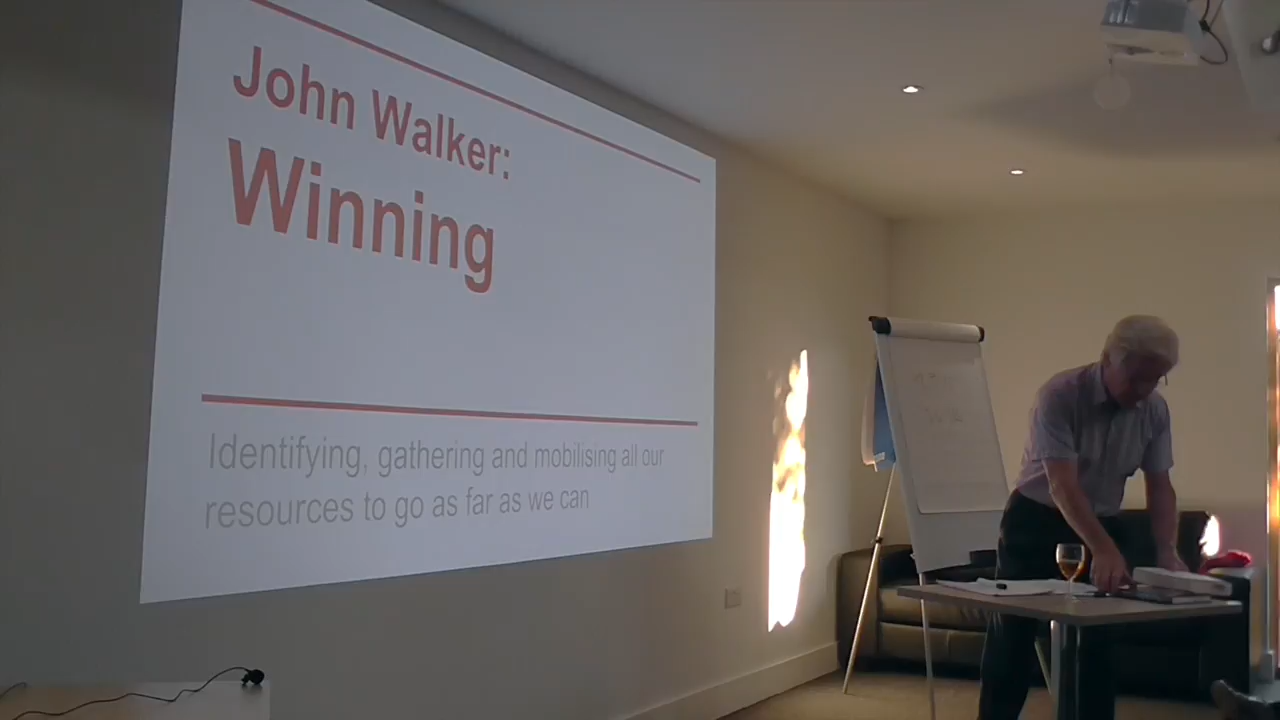 John Walker:
Winning
Identifying, gathering and mobilising all our
resources to go as far as we can